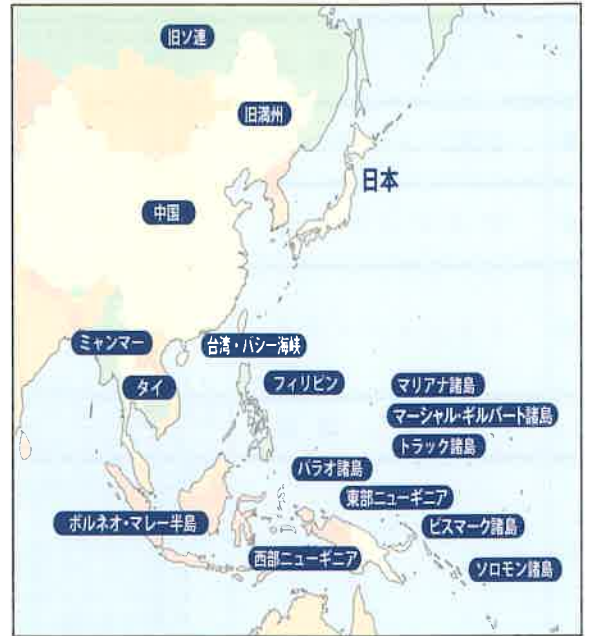 旧ソ連
旧満州
日本
中国
ミャンマー
台湾・バシー海峡
タイ
フィリピン
マリアナ諸島
マーシャル・ギルバート諸島
トラック諸島
パラオ諸島
東部ニューギニア
ボルネオ・マレー半島
ビスマーク諸島
西部ニューギニア
ソロモン諸島